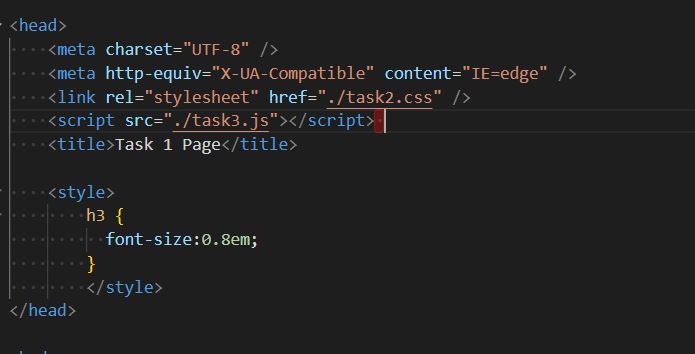 <head>
<meta charset="UTF-8" />
<meta http-equiv="X-UA-Compatible" content="IE=edge" />
<link rel="stylesheet" href="./task2.css" />
<script src="./task3.js"></script>
<title>Task 1 Page</title>
<style>
h3 {
font-size:0.8em;
}
</style>
</head>